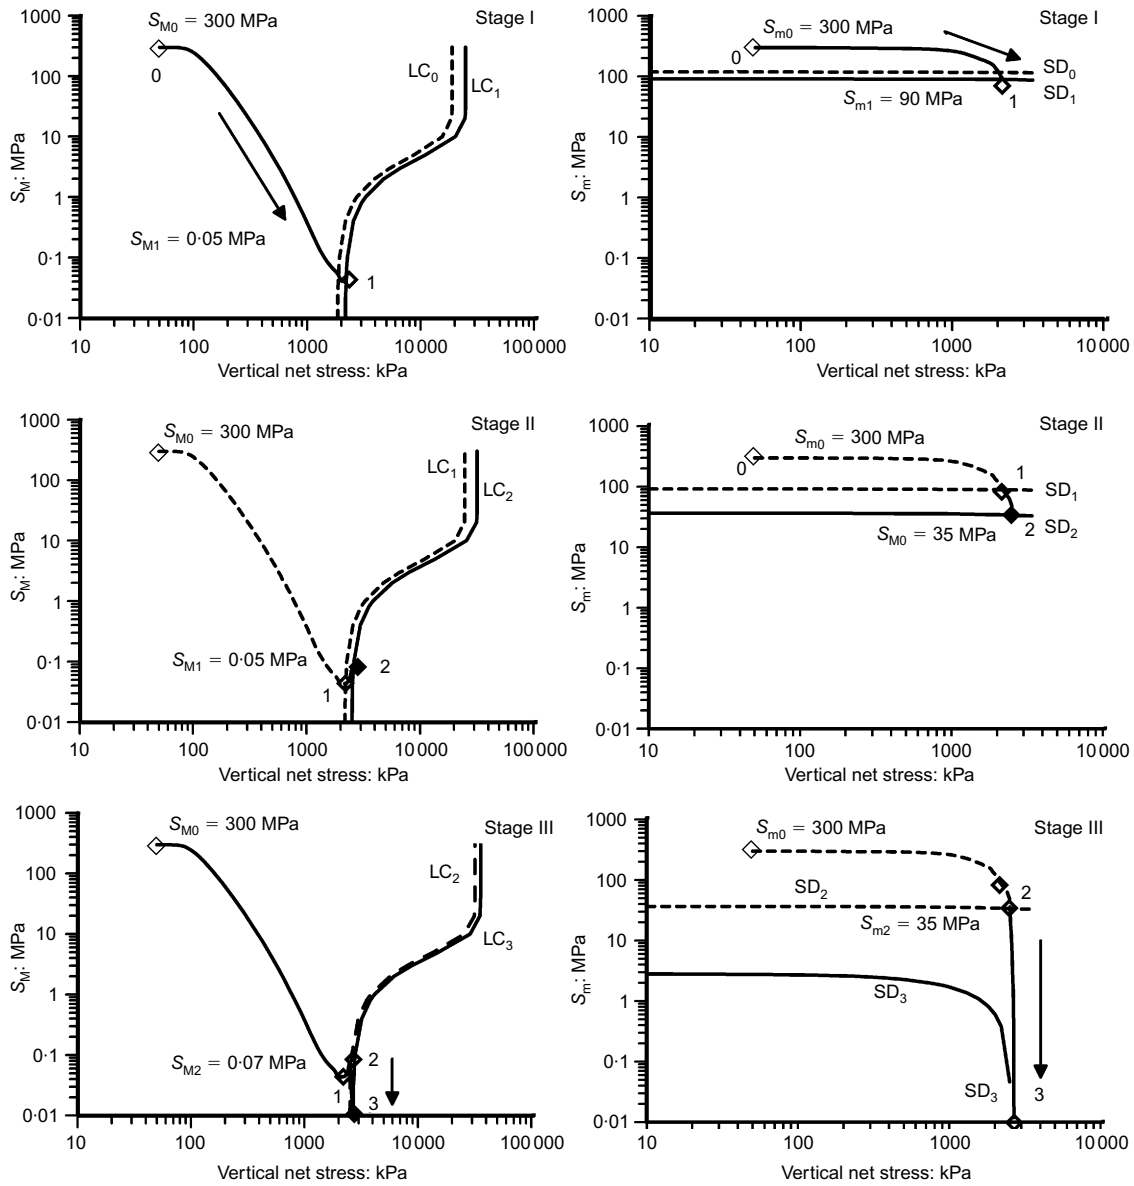 Stage I
S_M0 = 300 MPa
1000
100
10
1
0·1
0·01
S_M: MPa
0
LC_0
LC_1
S_M1 = 0·05 MPa
1
10
100
1000
10 000
100 000
Vertical net stress: kPa
Stage I
S_m0 = 300 MPa
1000
100
10
1
0·1
0·01
S_m: MPa
0
SD_0
SD_1
S_m1 = 90 MPa
1
10
100
1000
10 000
Vertical net stress: kPa
Stage II
S_M0 = 300 MPa
1000
100
10
1
0·1
0·01
S_M: MPa
LC_1
LC_2
S_M1 = 0·05 MPa
2
1
10
100
1000
10 000
100 000
Vertical net stress: kPa
Stage II
S_m0 = 300 MPa
1000
100
10
1
0·1
0·01
S_m: MPa
0
1
SD_1
S_M0 = 35 MPa
2
SD_2
10
100
1000
10 000
Vertical net stress: kPa
Stage III
S_M0 = 300 MPa
1000
100
10
1
0·1
0·01
S_M: MPa
LC_2
LC_3
S_M2 = 0·07 MPa
2
1
3
10
100
1000
10 000
100 000
Vertical net stress: kPa
Stage III
S_m0 = 300 MPa
1000
100
10
1
0·1
0·01
S_m: MPa
SD_2
2
S_m2 = 35 MPa
SD_3
SD_3
3
10
100
1000
10 000
Vertical net stress: kPa